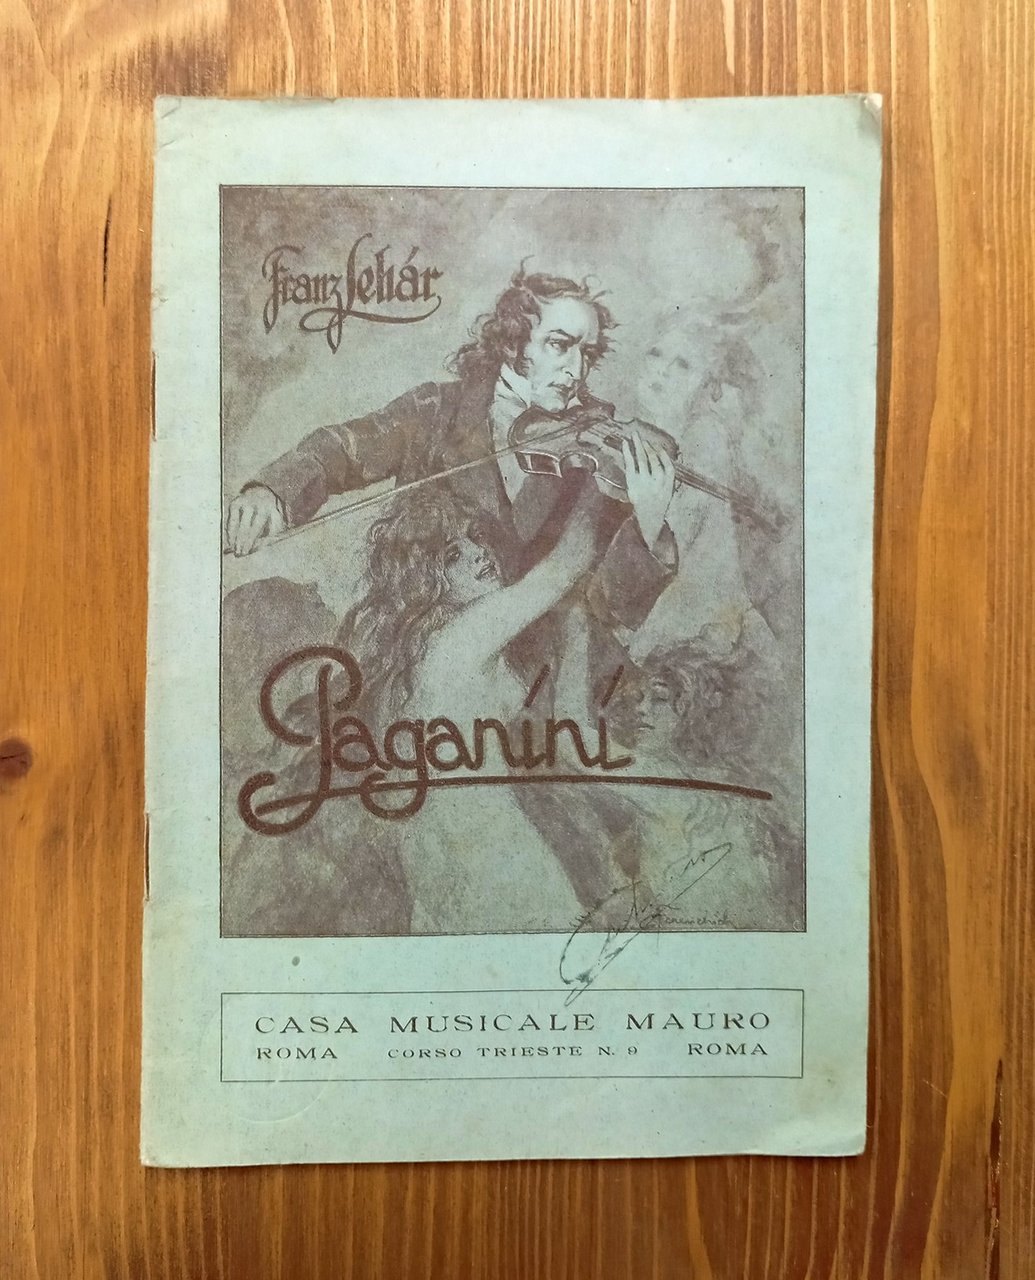 Franz Lehár
Paganini
CASA MUSICALE MAURO
ROMA CORSO TRIESTE N. 9 ROMA